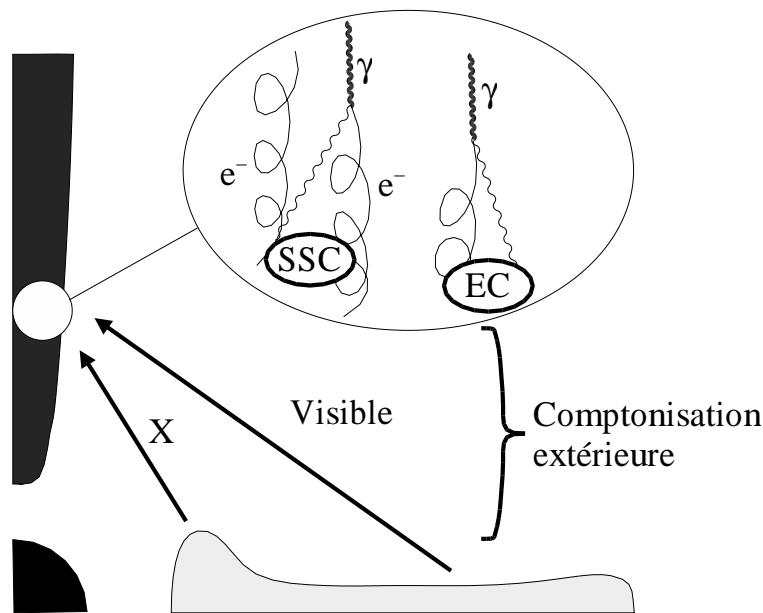 γ
γ
e⁻
e⁻
SSC
EC
Visible
X
Comptonisation
extérieure